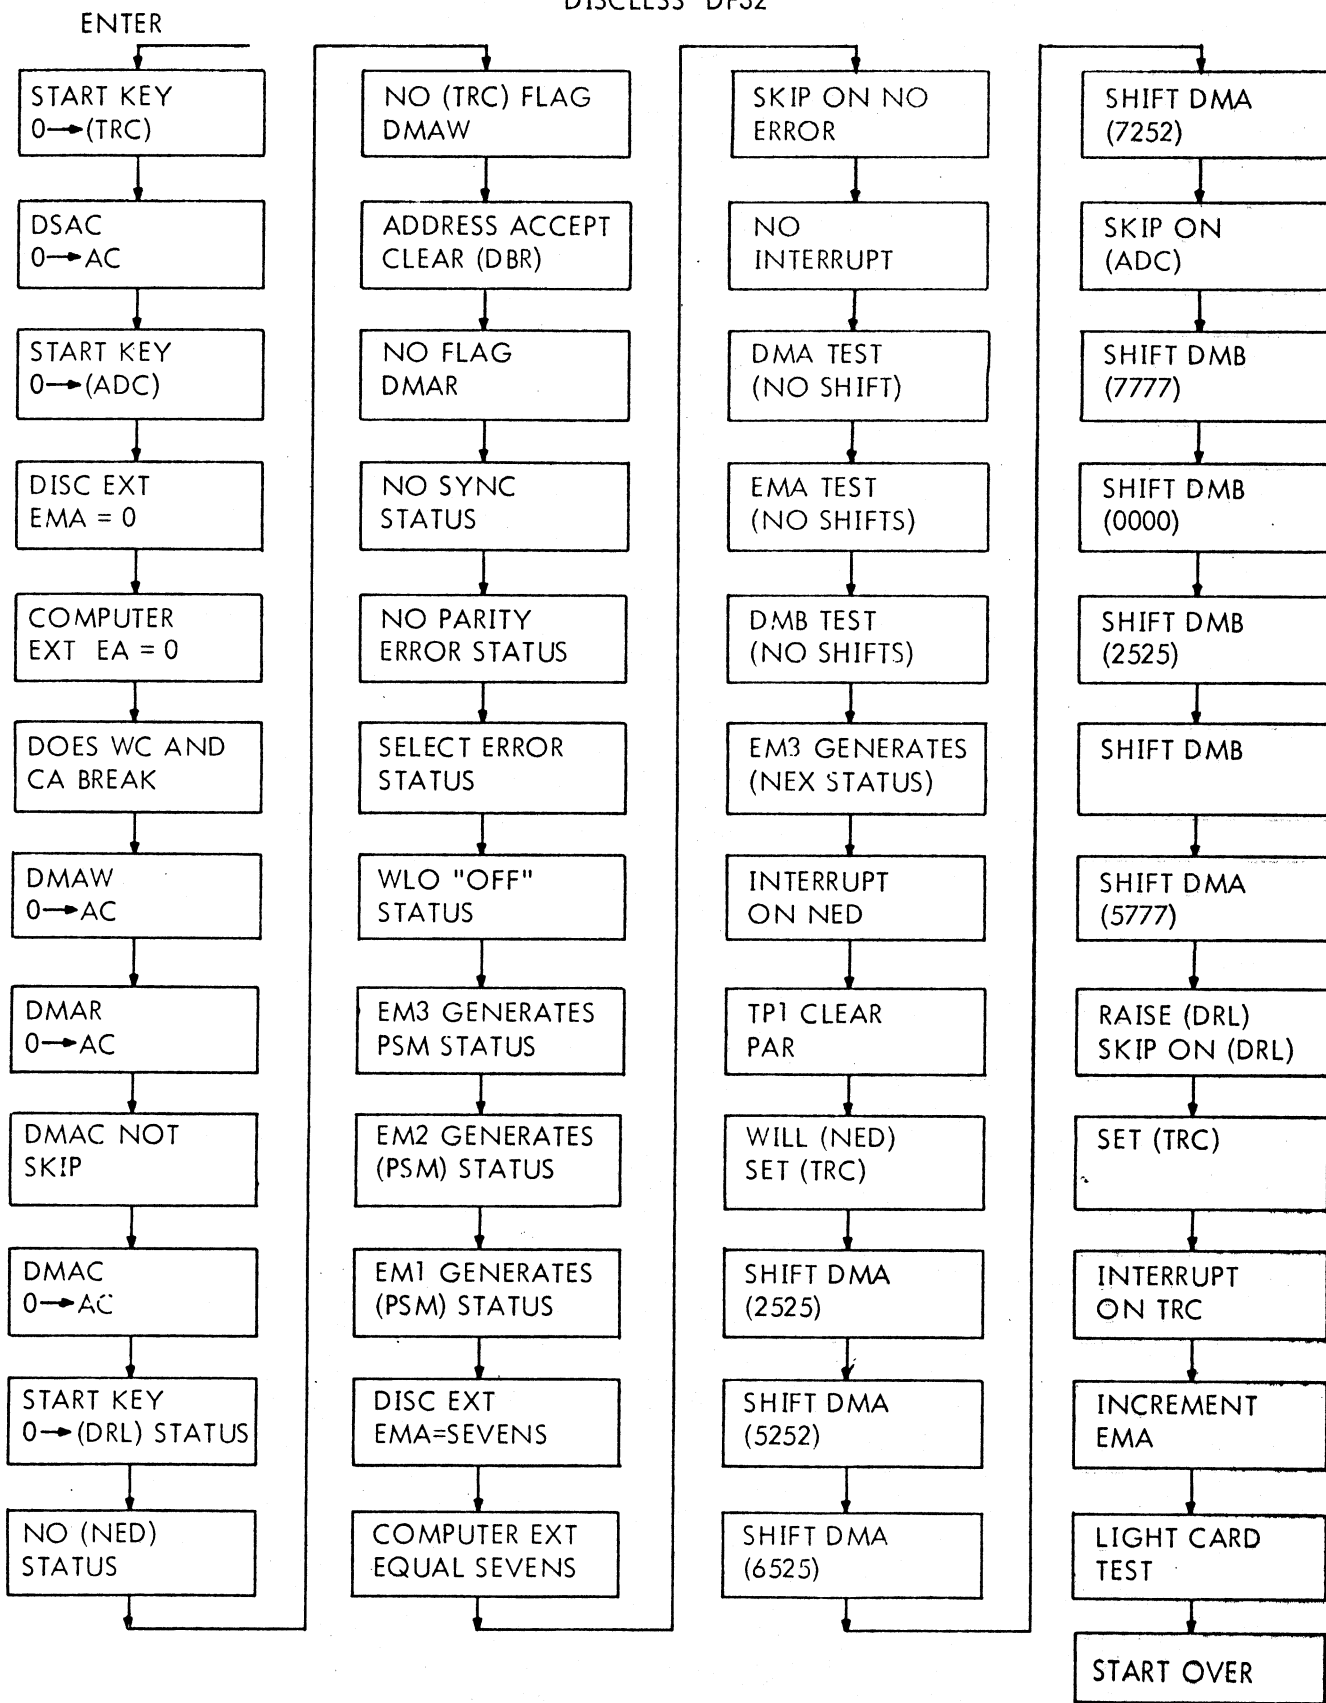 DISCLESS DF32
ENTER
START KEY
0→(TRC)
DSAC
0→AC
START KEY
0→(ADC)
DISC EXT
EMA = 0
COMPUTER
EXT EA = 0
DOES WC AND
CA BREAK
DMAW
0→AC
DMAR
0→AC
DMAC NOT
SKIP
DMAC
0→AC
START KEY
0→(DRL) STATUS
NO (NED)
STATUS
NO (TRC) FLAG
DMAW
ADDRESS ACCEPT
CLEAR (DBR)
NO FLAG
DMAR
NO SYNC
STATUS
NO PARITY
ERROR STATUS
SELECT ERROR
STATUS
WLO "OFF"
STATUS
EM3 GENERATES
PSM STATUS
EM2 GENERATES
(PSM) STATUS
EM1 GENERATES
(PSM) STATUS
DISC EXT
EMA=SEVENS
COMPUTER EXT
EQUAL SEVENS
SKIP ON NO
ERROR
NO
INTERRUPT
DMA TEST
(NO SHIFT)
EMA TEST
(NO SHIFTS)
DMB TEST
(NO SHIFTS)
EM3 GENERATES
(NEX STATUS)
INTERRUPT
ON NED
TP1 CLEAR
PAR
WILL (NED)
SET (TRC)
SHIFT DMA
(2525)
SHIFT DMA
(5252)
SHIFT DMA
(6525)
SHIFT DMA
(7252)
SKIP ON
(ADC)
SHIFT DMB
(7777)
SHIFT DMB
(0000)
SHIFT DMB
(2525)
SHIFT DMB
SHIFT DMA
(5777)
RAISE (DRL)
SKIP ON (DRL)
SET (TRC)
INTERRUPT
ON TRC
INCREMENT
EMA
LIGHT CARD
TEST
START OVER